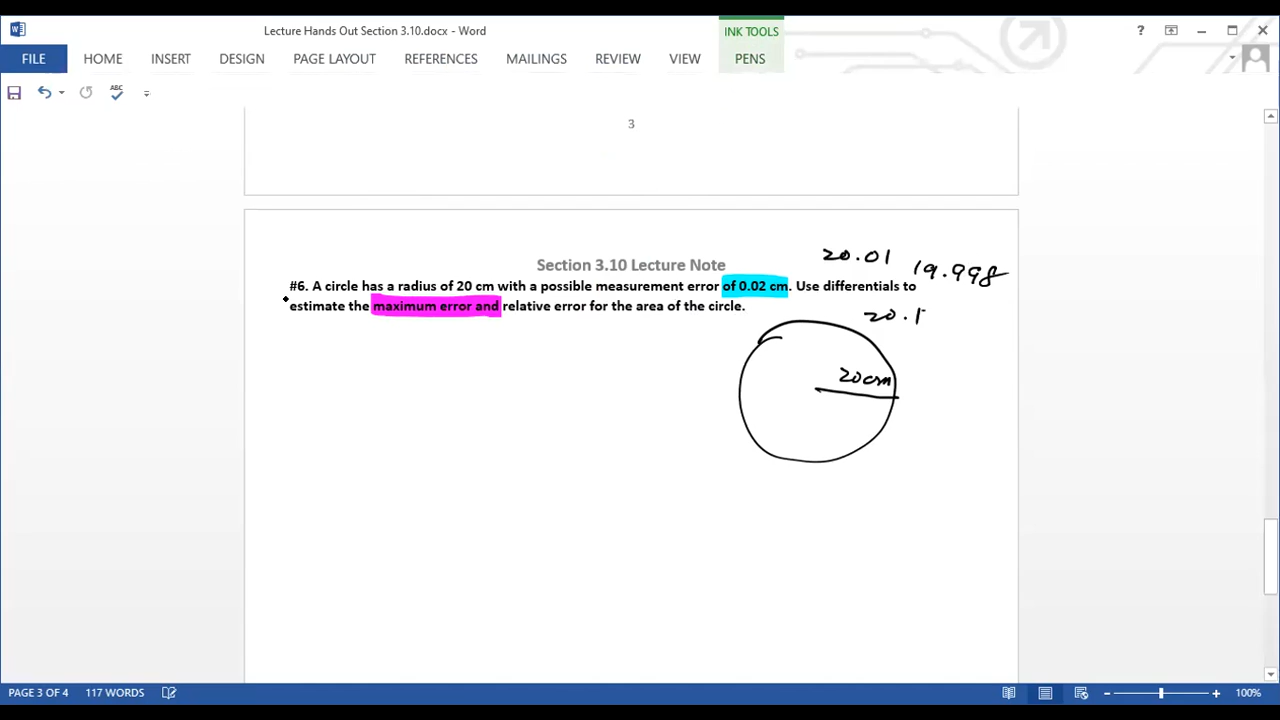 Lecture Hands Out Section 3.10.docx - Word
INK TOOLS
?
FILE HOME INSERT DESIGN PAGE LAYOUT REFERENCES MAILINGS REVIEW VIEW PENS
ABC
3
Section 3.10 Lecture Note
20.01
19.998
#6. A circle has a radius of 20 cm with a possible measurement error of 0.02 cm. Use differentials to
estimate the maximum error and relative error for the area of the circle.
20.1
20cm
PAGE 3 OF 4 117 WORDS
100%